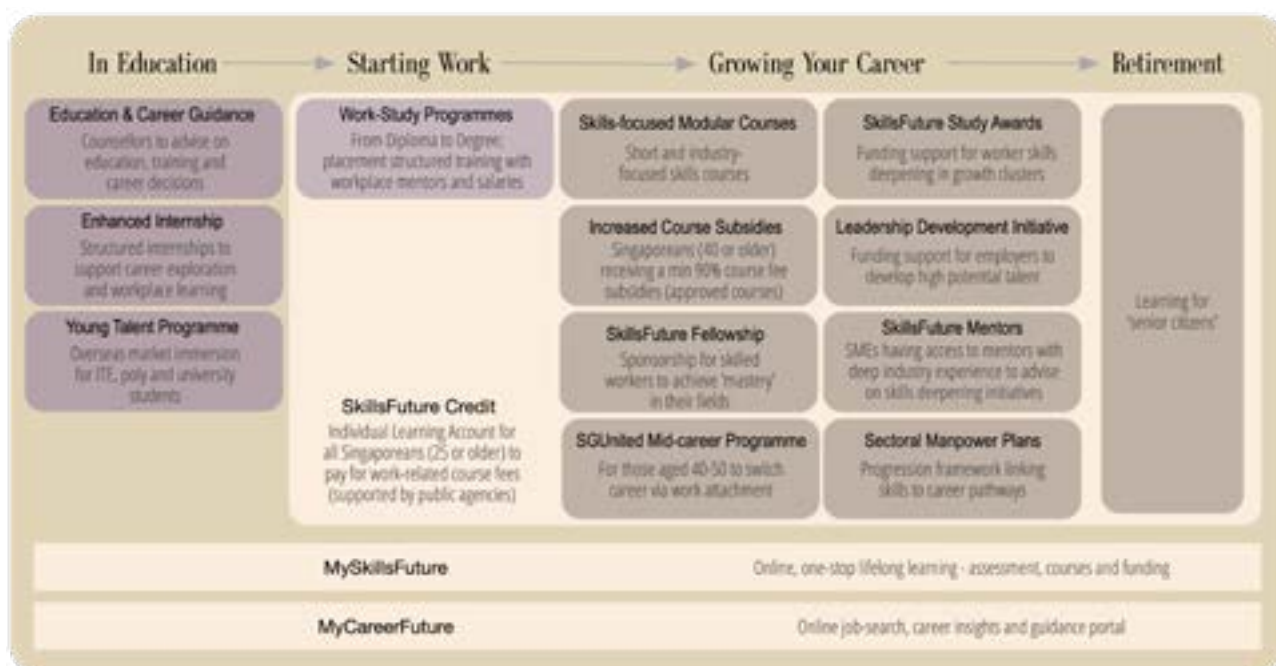 In Education
Starting Work
Growing Your Career
Retirement
Education & Career Guidance
Counsellors to advise on
education, training and
career decisions
Enhanced Internship
Structured internships to
support career exploration
and workplace learning
Young Talent Programme
Overseas market immersion
for ITE, poly and university
students
Work-Study Programmes
From Diploma to Degree;
placement structured training with
workplace mentors and salaries
SkillsFuture Credit
Individual Learning Account for
all Singaporeans (25 or older) to
pay for work-related course fees
(supported by public agencies)
Skills-focused Modular Courses
Short and industry-
focused skills courses
Increased Course Subsidies
Singaporeans (40 or older)
receiving a min 90% course fee
subsidies (approved courses)
SkillsFuture Fellowship
Sponsorship for skilled
workers to achieve 'mastery'
in their fields
SGUnited Mid-career Programme
For those aged 40-50 to switch
career via work attachment
SkillsFuture Study Awards
Funding support for worker skills
deepening in growth clusters
Leadership Development Initiative
Funding support for employers to
develop high potential talent
SkillsFuture Mentors
SMEs having access to mentors with
deep industry experience to advise
on skills deepening initiatives
Sectoral Manpower Plans
Progression framework linking
skills to career pathways
Learning for
'senior citizens'
MySkillsFuture
Online, one-stop lifelong learning - assessment, courses and funding
MyCareerFuture
Online job-search, career insights and guidance portal